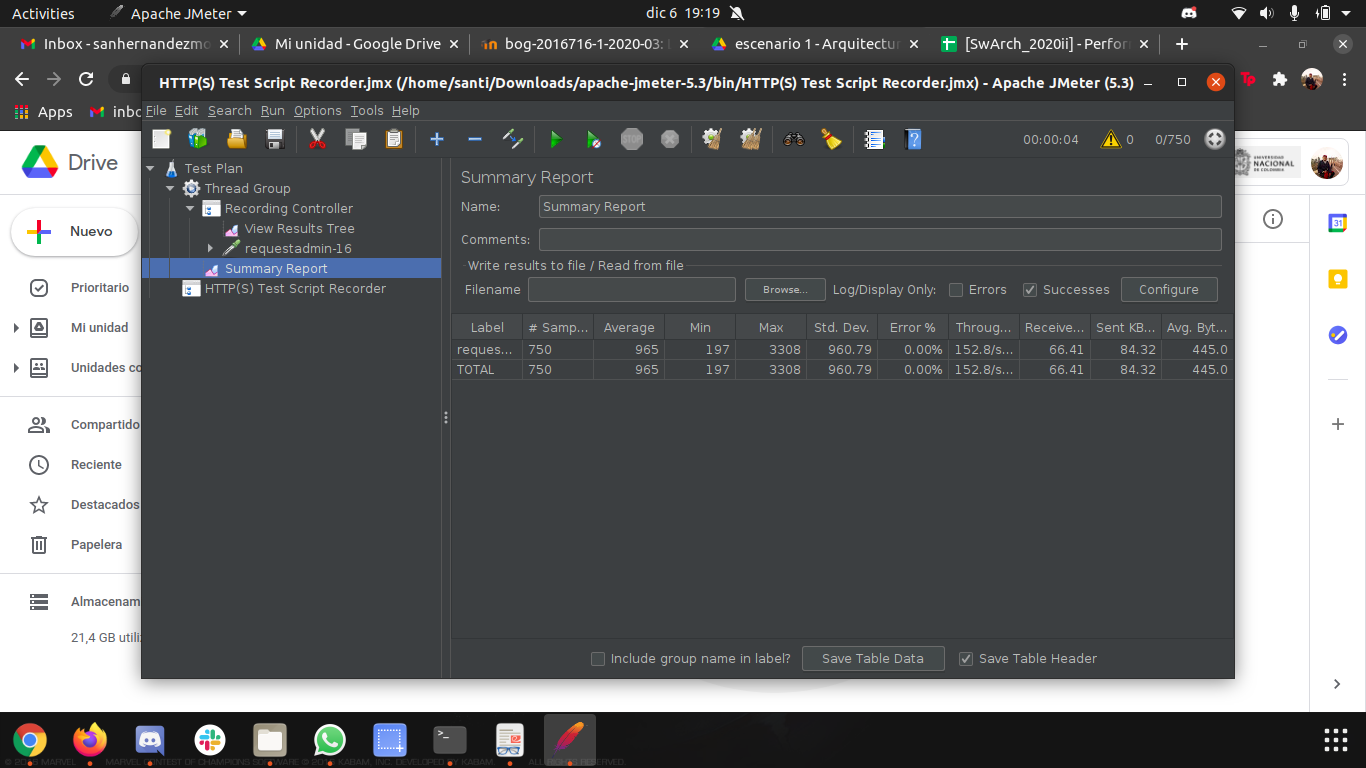 Activities Apache JMeter dic 6 19:19
Inbox - sanhernandezmo Mi unidad - Google Drive bog-2016716-1-2020-03: escenario 1 - Arquitectur [SwArch_2020ii] - Perfor
HTTP(S) Test Script Recorder.jmx (/home/santi/Downloads/apache-jmeter-5.3/bin/HTTP(S) Test Script Recorder.jmx) - Apache JMeter (5.3)
Apps inbo
File Edit Search Run Options Tools Help
00:00:04 0 0/750
Drive
UNIVERSIDAD
NACIONAL
DE COLOMBIA
Nuevo
Prioritario
Mi unidad
Unidades co
Compartido
Reciente
Destacados
Papelera
Almacenam
21,4 GB utili
Test Plan
Thread Group
Recording Controller
View Results Tree
requestadmin-16
Summary Report
HTTP(S) Test Script Recorder
Summary Report
Name: Summary Report
Comments:
Write results to file / Read from file
Filename Browse... Log/Display Only: Errors Successes Configure
Label # Samp... Average Min Max Std. Dev. Error % Throug... Receive... Sent KB... Avg. Byt...
reques... 750 965 197 3308 960.79 0.00% 152.8/s... 66.41 84.32 445.0
TOTAL 750 965 197 3308 960.79 0.00% 152.8/s... 66.41 84.32 445.0
Include group name in label? Save Table Data Save Table Header
31